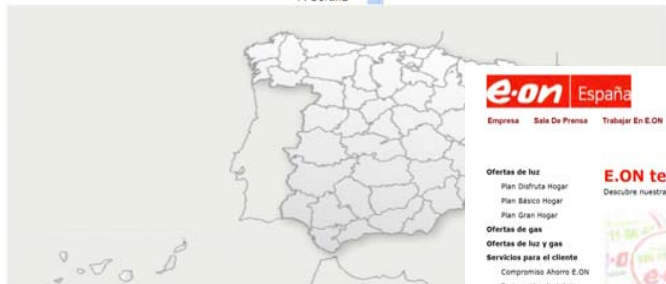 e·on España
Empresa Sala De Prensa Trabajar En E.ON
Ofertas de luz
Plan Disfruta Hogar
Plan Básico Hogar
Plan Gran Hogar
Ofertas de gas
Ofertas de luz y gas
Servicios para el cliente
Compromiso Ahorro E.ON
E.ON te
Descubre nuestra